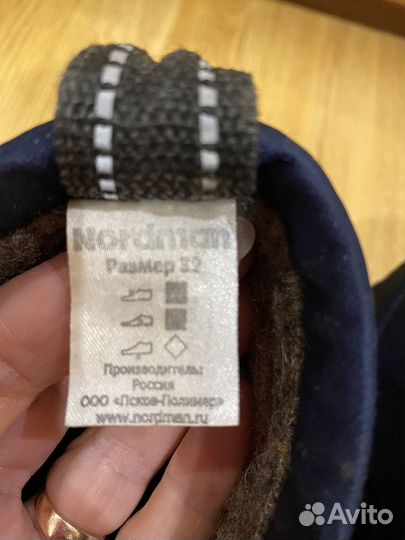 Nordman
Размер 32
Производитель:
Россия
ООО «Псков-Полимер»
www.nordman.ru
Avito